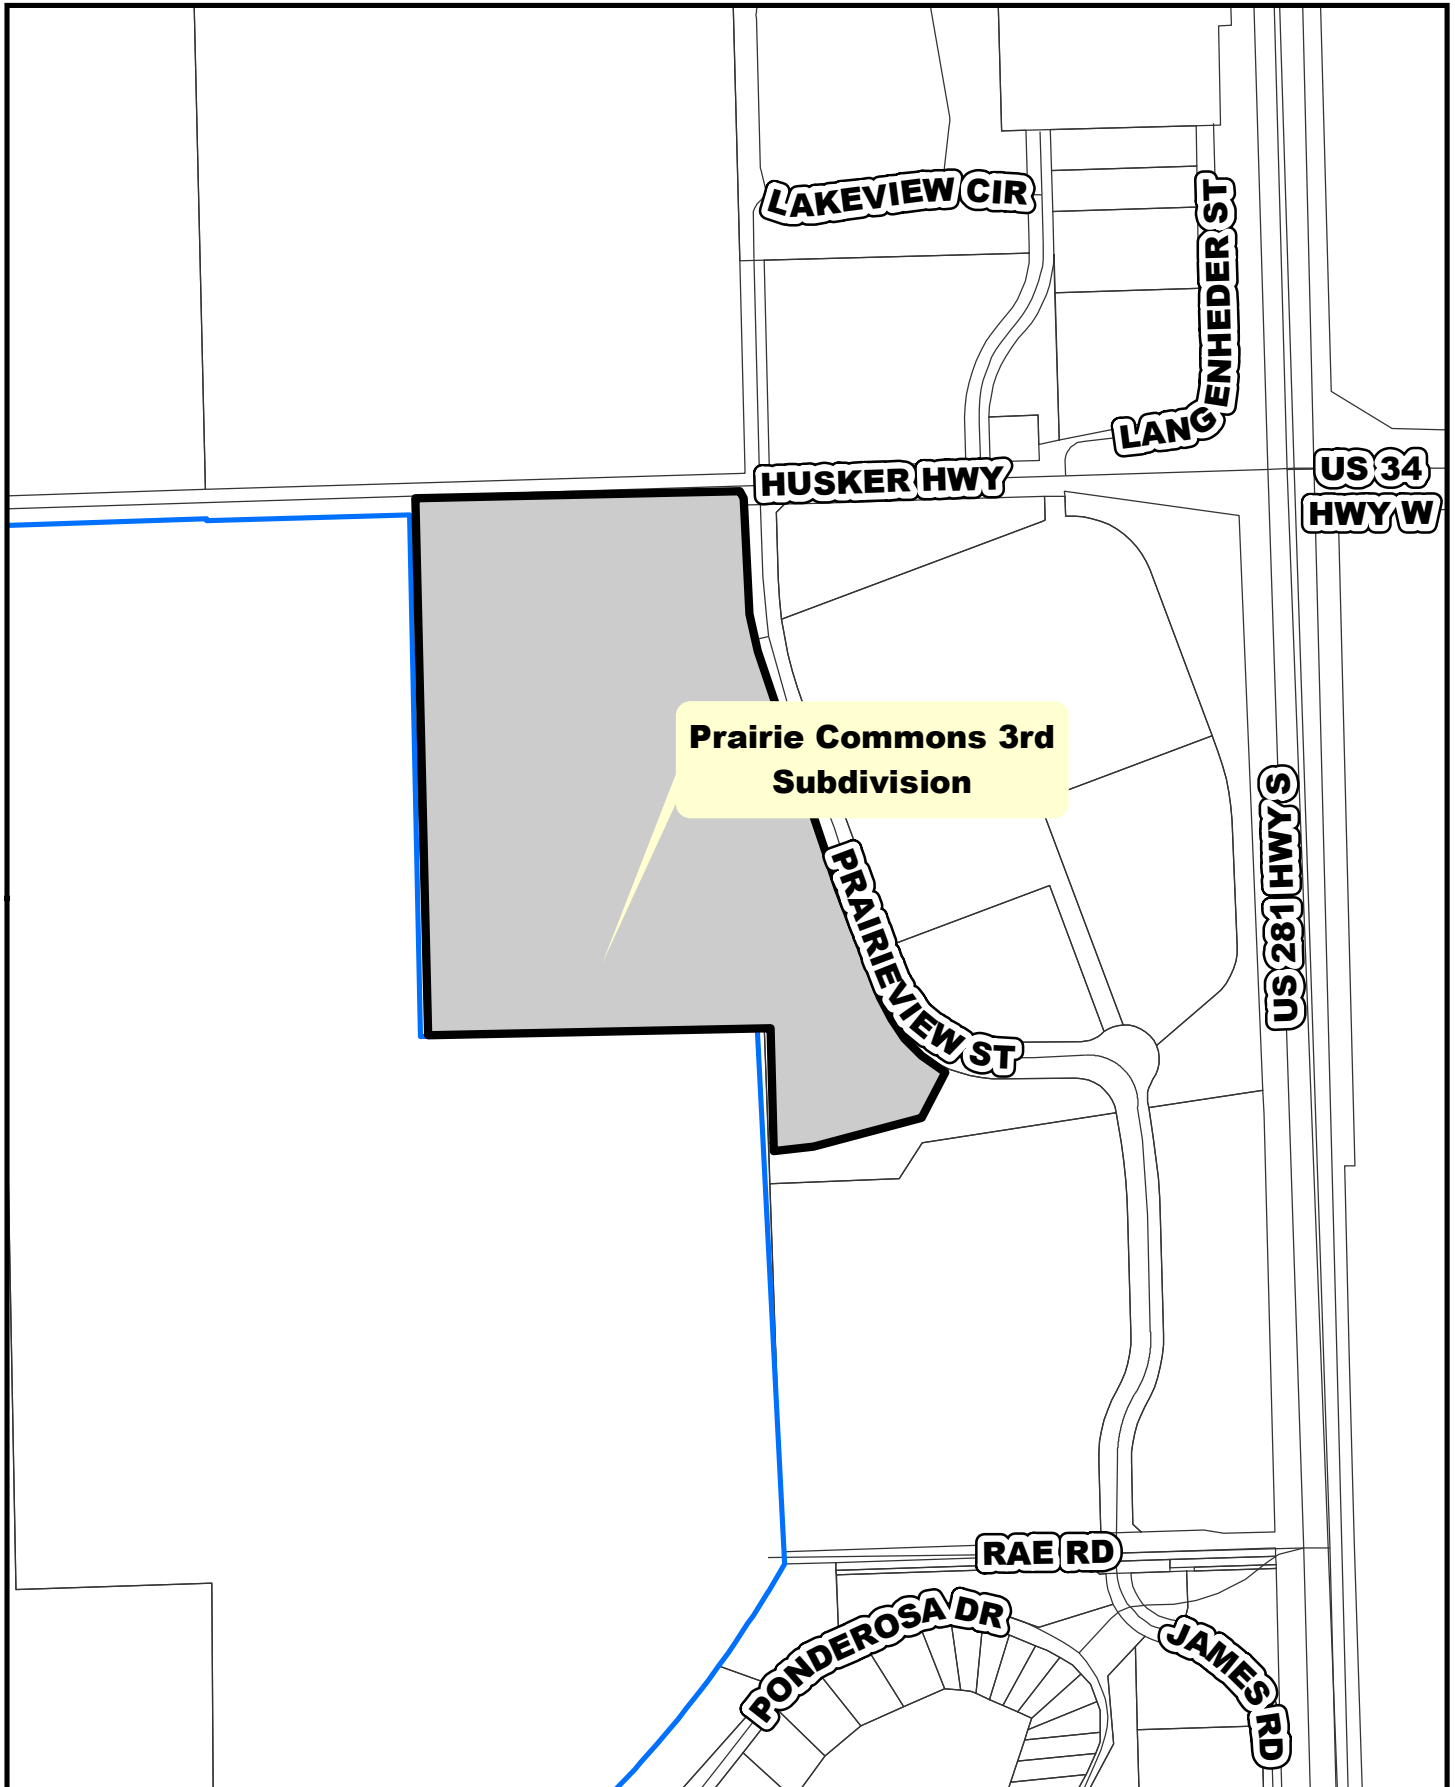 LAKEVIEW CIR
LANGENHEDER ST
HUSKER HWY
US 34
HWY W
Prairie Commons 3rd
Subdivision
US 281 HWY S
PRAIRIEVIEW ST
RAE RD
PONDEROSA DR
JAMES RD